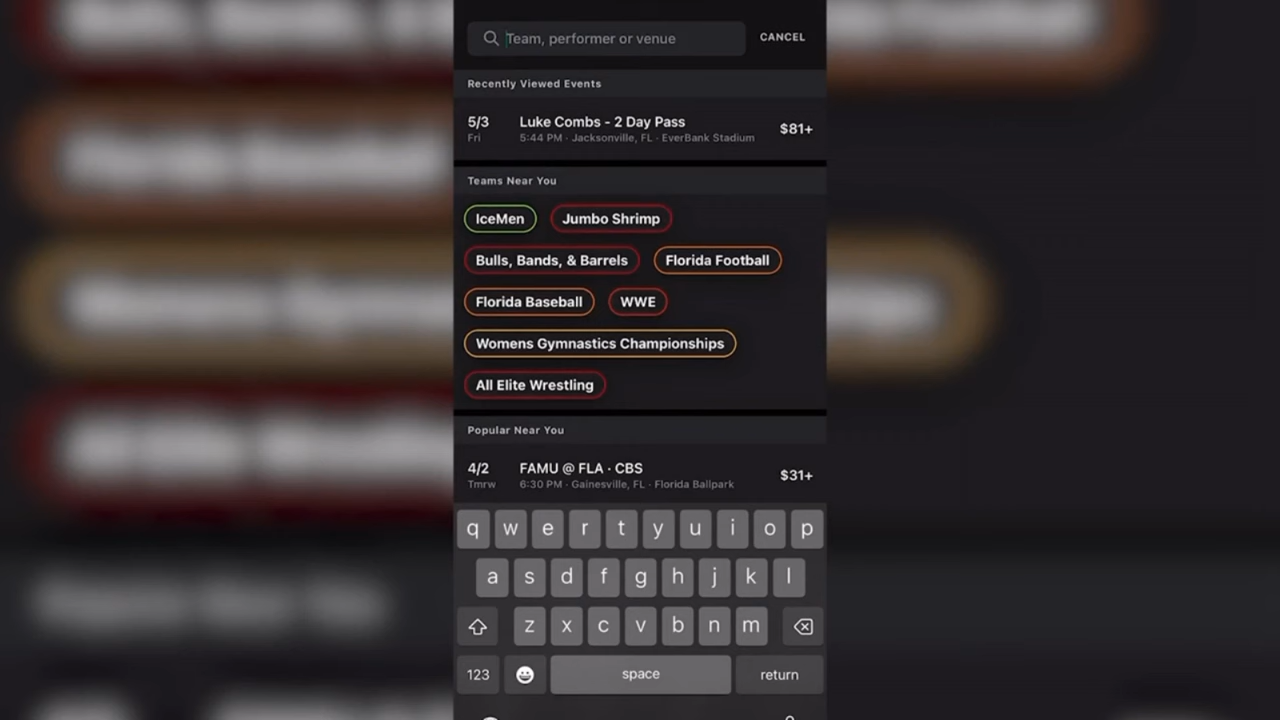 Team, performer or venue CANCEL
Recently Viewed Events
5/3 Luke Combs - 2 Day Pass $81+
Fri 5:44 PM · Jacksonville, FL · EverBank Stadium
Teams Near You
IceMen Jumbo Shrimp
Bulls, Bands, & Barrels Florida Football
Florida Baseball WWE
Womens Gymnastics Championships
All Elite Wrestling
Popular Near You
4/2 FAMU @ FLA · CBS $31+
Tmrw 6:30 PM · Gainesville, FL · Florida Ballpark
q w e r t y u i o p
a s d f g h j k l
z x c v b n m
123 space return